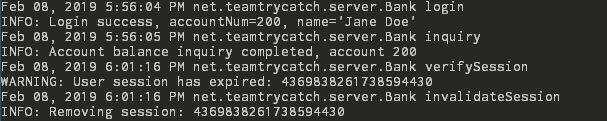 Feb 08, 2019 5:56:04 PM net.teamtrycatch.server.Bank login
INFO: Login success, accountNum=200, name='Jane Doe'
Feb 08, 2019 5:56:05 PM net.teamtrycatch.server.Bank inquiry
INFO: Account balance inquiry completed, account 200
Feb 08, 2019 6:01:16 PM net.teamtrycatch.server.Bank verifySession
WARNING: User session has expired: 4369838261738594430
Feb 08, 2019 6:01:16 PM net.teamtrycatch.server.Bank invalidateSession
INFO: Removing session: 4369838261738594430